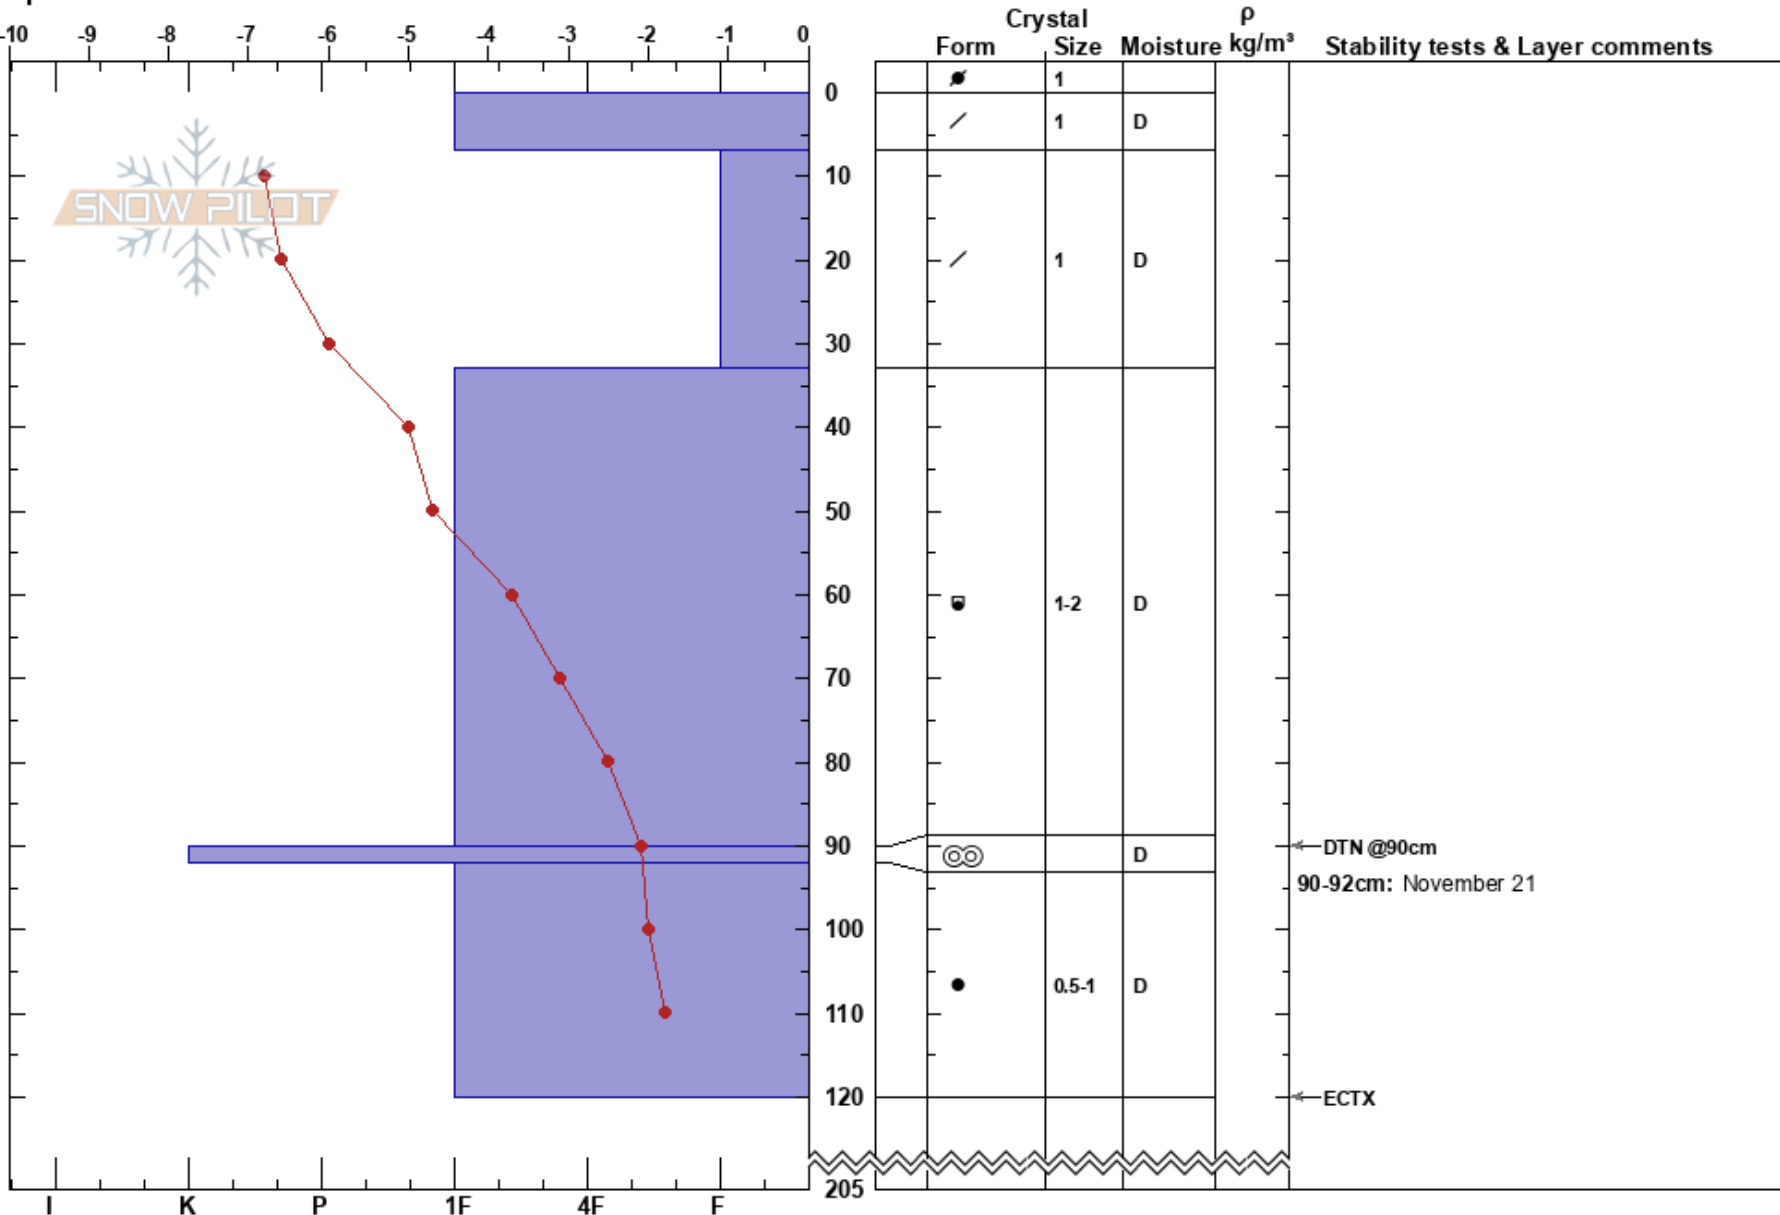 -10 -9 -8 -7 -6 -5 -4 -3 -2 -1 0
Crystal
ρ
Form Size Moisture kg/m³ Stability tests & Layer comments
1
0
1 D
10
SNOW PILOT
20 1 D
30
40
50
60
1-2 D
70
80
90 DTN @90cm
D
90-92cm: November 21
100
0.5-1 D
110
120 ECTX
205
I K P 1F 4F F